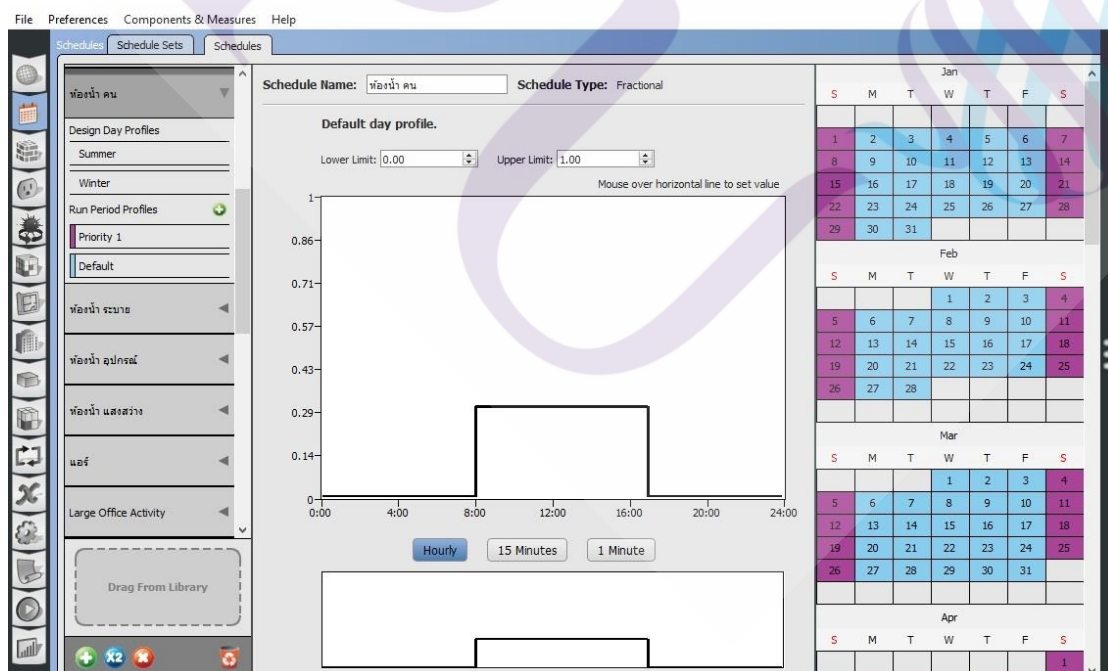 File Preferences Components & Measures Help
Schedules Schedule Sets Schedules
ห้องน้ำ คน
Design Day Profiles
Summer
Winter
Run Period Profiles
Priority 1
Default
ห้องน้ำ ระบาย
ห้องน้ำ อุปกรณ์
ห้องน้ำ แสงสว่าง
แอร์
Large Office Activity
Drag From Library
X2
Schedule Name: ห้องน้ำ คน Schedule Type: Fractional
Default day profile.
Lower Limit: 0.00 Upper Limit: 1.00
Mouse over horizontal line to set value
1
0.86
0.71
0.57
0.43
0.29
0.14
0
0:00 4:00 8:00 12:00 16:00 20:00 24:00
Hourly 15 Minutes 1 Minute
Jan
S M T W T F S
1 2 3 4 5 6 7
8 9 10 11 12 13 14
15 16 17 18 19 20 21
22 23 24 25 26 27 28
29 30 31
Feb
S M T W T F S
1 2 3 4
5 6 7 8 9 10 11
12 13 14 15 16 17 18
19 20 21 22 23 24 25
26 27 28
Mar
S M T W T F S
1 2 3 4
5 6 7 8 9 10 11
12 13 14 15 16 17 18
19 20 21 22 23 24 25
26 27 28 29 30 31
Apr
S M T W T F S
1